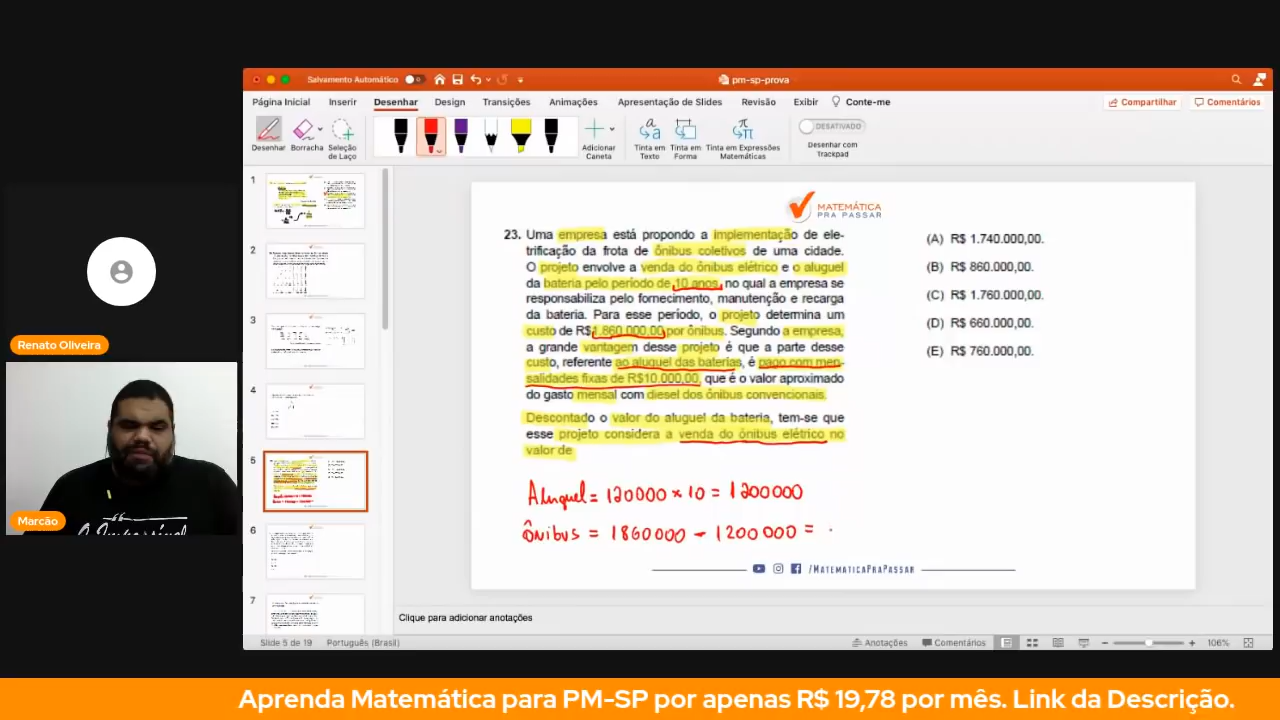 Salvamento Automático
pm-sp-prova
Página Inicial Inserir Desenhar Design Transições Animações Apresentação de Slides Revisão Exibir Conte-me
Compartilhar Comentários
Desenhar Borracha Seleção de Laço Adicionar Caneta Tinta em Texto Tinta em Forma Tinta em Expressões Matemáticas Desenhar com Trackpad
DESATIVADO
1
2
3
4
5
6
7
MATEMÁTICA
PRA PASSAR
23. Uma empresa está propondo a implementação de ele-
trificação da frota de ônibus coletivos de uma cidade.
O projeto envolve a venda do ônibus elétrico e o aluguel
da bateria pelo período de 10 anos, no qual a empresa se
responsabiliza pelo fornecimento, manutenção e recarga
da bateria. Para esse período, o projeto determina um
custo de R$1.860.000,00 por ônibus. Segundo a empresa,
a grande vantagem desse projeto é que a parte desse
custo, referente ao aluguel das baterias, é pago com men-
salidades fixas de R$10.000,00, que é o valor aproximado
do gasto mensal com diesel dos ônibus convencionais.
Descontado o valor do aluguel da bateria, tem-se que
esse projeto considera a venda do ônibus elétrico no
valor de
(A) R$ 1.740.000,00.
(B) R$ 860.000,00.
(C) R$ 1.760.000,00.
(D) R$ 660.000,00.
(E) R$ 760.000,00.
Aluguel = 120000 × 10 = 1200000
Ônibus = 1860000 - 1200000 =
/MATEMATICAPRAPASSAR
Clique para adicionar anotações
Slide 5 de 19 Português (Brasil)
Anotações Comentários
106%
Renato Oliveira
Marcão
Aprenda Matemática para PM-SP por apenas R$ 19,78 por mês. Link da Descrição.